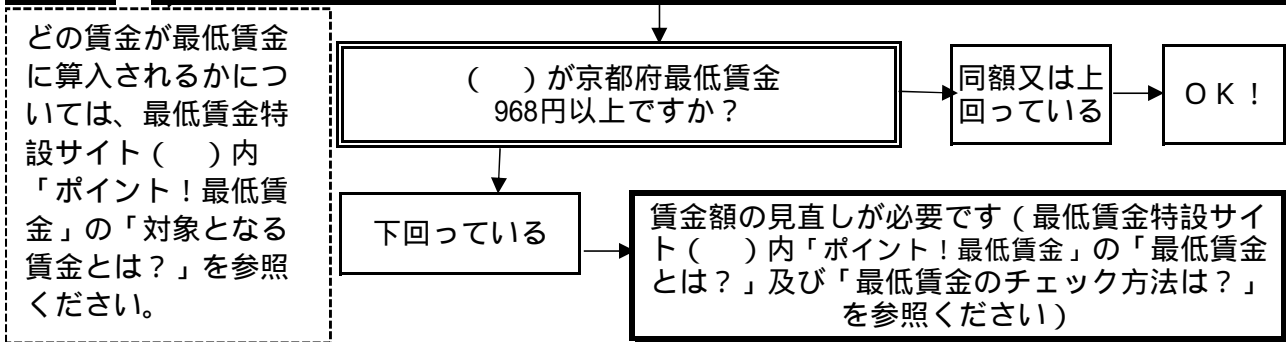 どの賃金が最低賃金
に算入されるかにつ
いては、最低賃金特
設サイト（　）内
「ポイント！最低賃
金」の「対象となる
賃金とは？」を参照
ください。
（　）が京都府最低賃金
968円以上ですか？
同額又は上
回っている
ＯＫ！
下回っている
賃金額の見直しが必要です（最低賃金特設サイ
ト（　）内「ポイント！最低賃金」の「最低賃金
とは？」及び「最低賃金のチェック方法は？」
を参照ください）